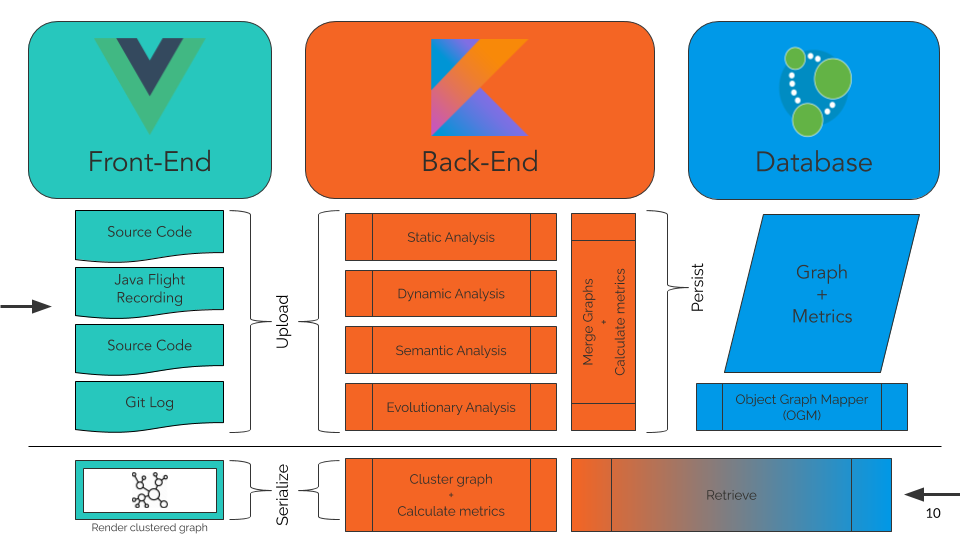 Front-End
Back-End
Database
Source Code
Java Flight
Recording
Source Code
Git Log
Upload
Static Analysis
Dynamic Analysis
Semantic Analysis
Evolutionary Analysis
Merge Graphs
+
Calculate metrics
Persist
Graph
+
Metrics
Object Graph Mapper
(OGM)
Render clustered graph
Serialize
Cluster graph
+
Calculate metrics
Retrieve
10